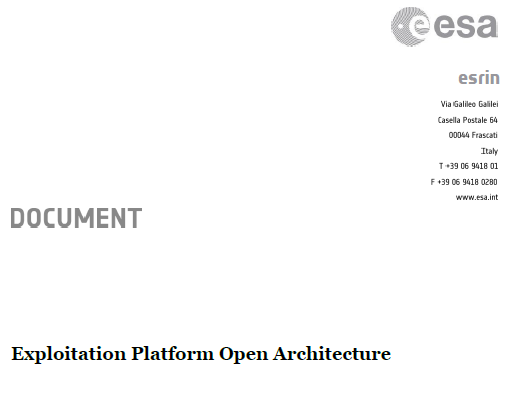 esa
esrin
Via Galileo Galilei
Casella Postale 64
00044 Frascati
Italy
T +39 06 9418 01
F +39 06 9418 0280
www.esa.int
DOCUMENT
Exploitation Platform Open Architecture